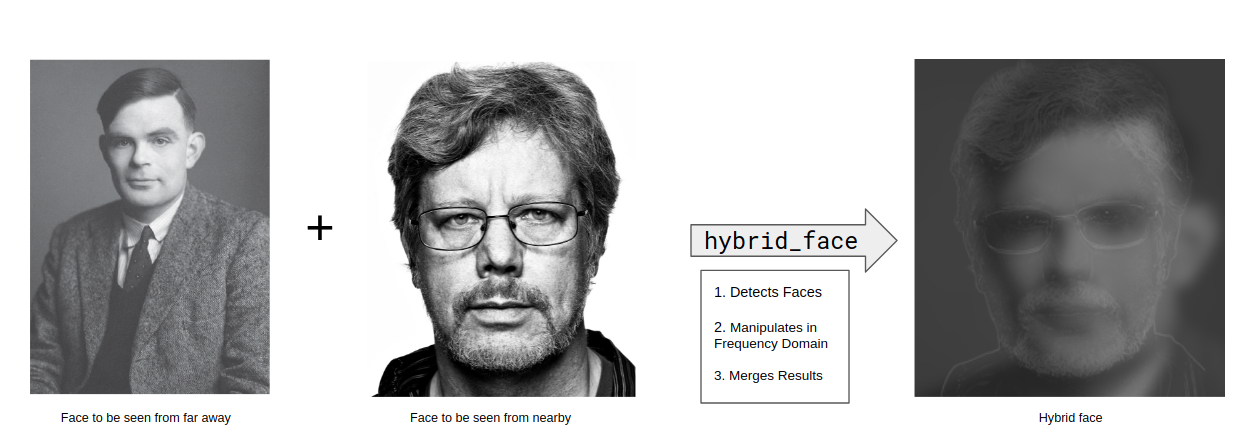 +
hybrid_face
1. Detects Faces
2. Manipulates in
Frequency Domain
3. Merges Results
Face to be seen from far away
Face to be seen from nearby
Hybrid face